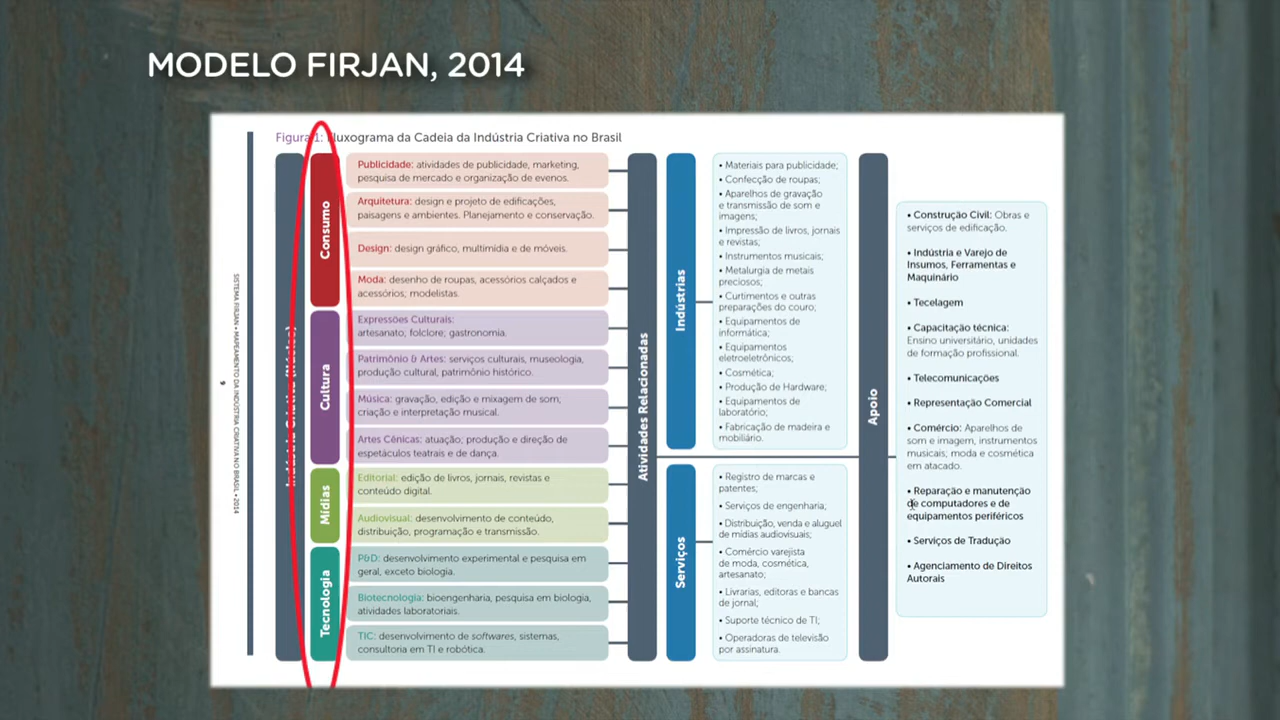 MODELO FIRJAN, 2014
Figura 1: Fluxograma da Cadeia da Indústria Criativa no Brasil
SISTEMA FIRJAN • MAPEAMENTO DA INDÚSTRIA CRIATIVA NO BRASIL • 2014
9
Consumo
Publicidade: atividades de publicidade, marketing,
pesquisa de mercado e organização de evenos.
Arquitetura: design e projeto de edificações,
paisagens e ambientes. Planejamento e conservação.
Design: design gráfico, multimídia e de móveis.
Moda: desenho de roupas, acessórios calçados e
acessórios; modelistas.
Cultura
Expressões Culturais:
artesanato; folclore; gastronomia.
Patrimônio & Artes: serviços culturais, museologia,
produção cultural, patrimônio histórico.
Música: gravação, edição e mixagem de som;
criação e interpretação musical.
Artes Cênicas: atuação; produção e direção de
espetáculos teatrais e de dança.
Mídias
Editorial: edição de livros, jornais, revistas e
conteúdo digital.
Audiovisual: desenvolvimento de conteúdo,
distribuição, programação e transmissão.
Tecnologia
P&D: desenvolvimento experimental e pesquisa em
geral, exceto biologia.
Biotecnologia: bioengenharia, pesquisa em biologia,
atividades laboratoriais.
TIC: desenvolvimento de softwares, sistemas,
consultoria em TI e robótica.
Atividades Relacionadas
Indústrias
• Materiais para publicidade;
• Confecção de roupas;
• Aparelhos de gravação
e transmissão de som e
imagens;
• Impressão de livros, jornais
e revistas;
• Instrumentos musicais;
• Metalurgia de metais
preciosos;
• Curtimentos e outras
preparações do couro;
• Equipamentos de
informática;
• Equipamentos
eletroeletrônicos;
• Cosmética;
• Produção de Hardware;
• Equipamentos de
laboratório;
• Fabricação de madeira e
mobiliário.
Serviços
• Registro de marcas e
patentes;
• Serviços de engenharia;
• Distribuição, venda e aluguel
de mídias audiovisuais;
• Comércio varejista
de moda, cosmética,
artesanato;
• Livrarias, editoras e bancas
de jornal;
• Suporte técnico de TI;
• Operadoras de televisão
por assinatura.
Apoio
• Construção Civil: Obras e
serviços de edificação.
• Indústria e Varejo de
Insumos, Ferramentas e
Maquinário
• Tecelagem
• Capacitação técnica:
Ensino universitário, unidades
de formação profissional.
• Telecomunicações
• Representação Comercial
• Comércio: Aparelhos de
som e imagem, instrumentos
musicais; moda e cosmética
em atacado.
• Reparação e manutenção
de computadores e de
equipamentos periféricos
• Serviços de Tradução
• Agenciamento de Direitos
Autorais